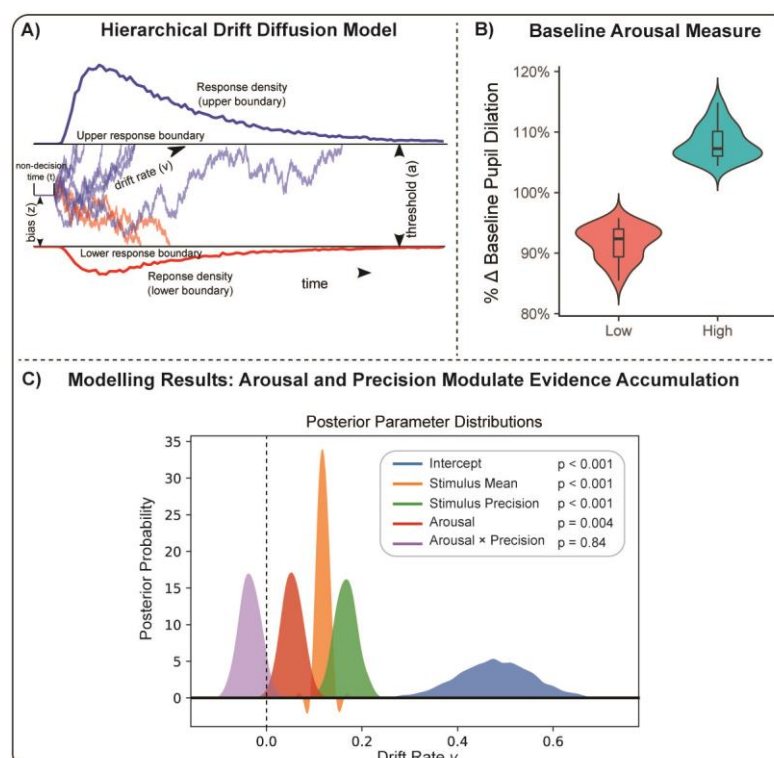 A) Hierarchical Drift Diffusion Model
Response density
(upper boundary)
Upper response boundary
non-decision
time (t)
drift rate (v)
bias (z)
threshold (a)
Lower response boundary
Reponse density
(lower boundary)
time
B) Baseline Arousal Measure
% Δ Baseline Pupil Dilation
120%
110%
100%
90%
80%
Low High
C) Modelling Results: Arousal and Precision Modulate Evidence Accumulation
Posterior Parameter Distributions
Posterior Probability
35
30
25
20
15
10
5
0
Intercept p < 0.001
Stimulus Mean p < 0.001
Stimulus Precision p < 0.001
Arousal p = 0.004
Arousal × Precision p = 0.84
0.0 0.2 0.4 0.6
Drift Rate v